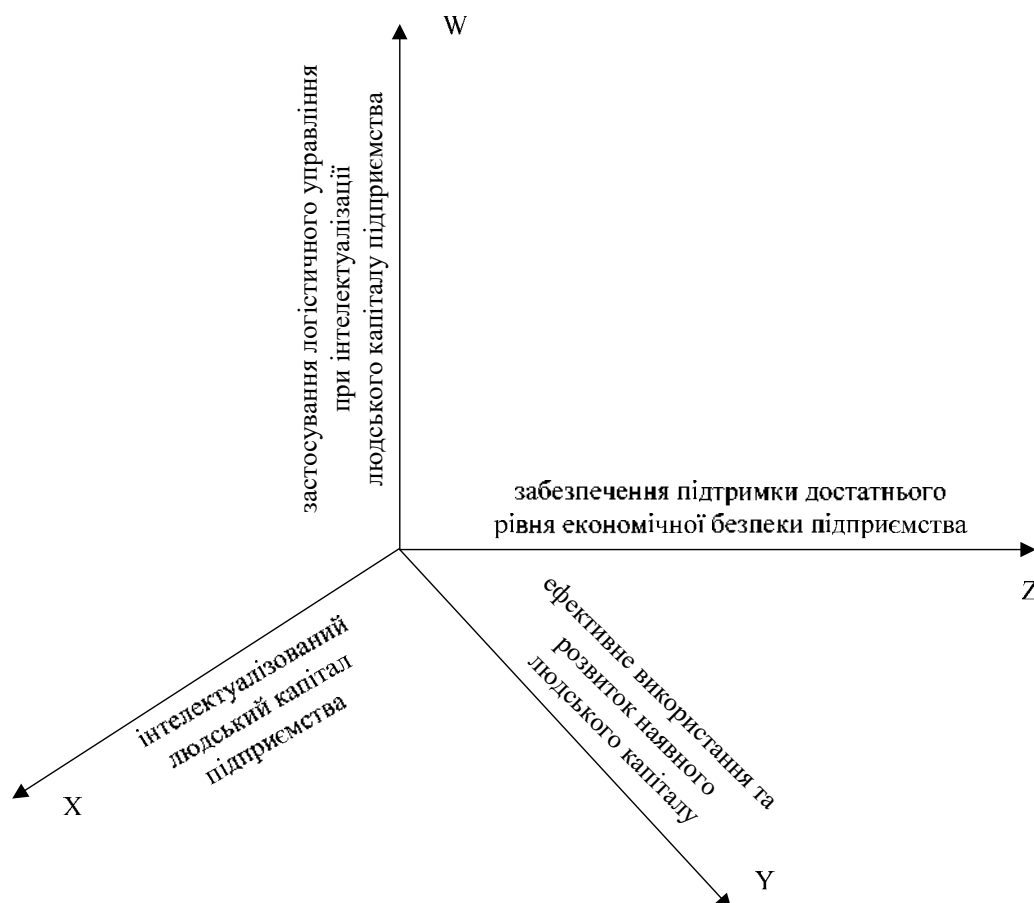 W
застосування логістичного управління
при інтелектуалізації
людського капіталу підприємства
забезпечення підтримки достатнього
рівня економічної безпеки підприємства
Z
ефективне використання та
розвиток наявного
людського капіталу
інтелектуалізований
людський капітал
підприємства
X
Y